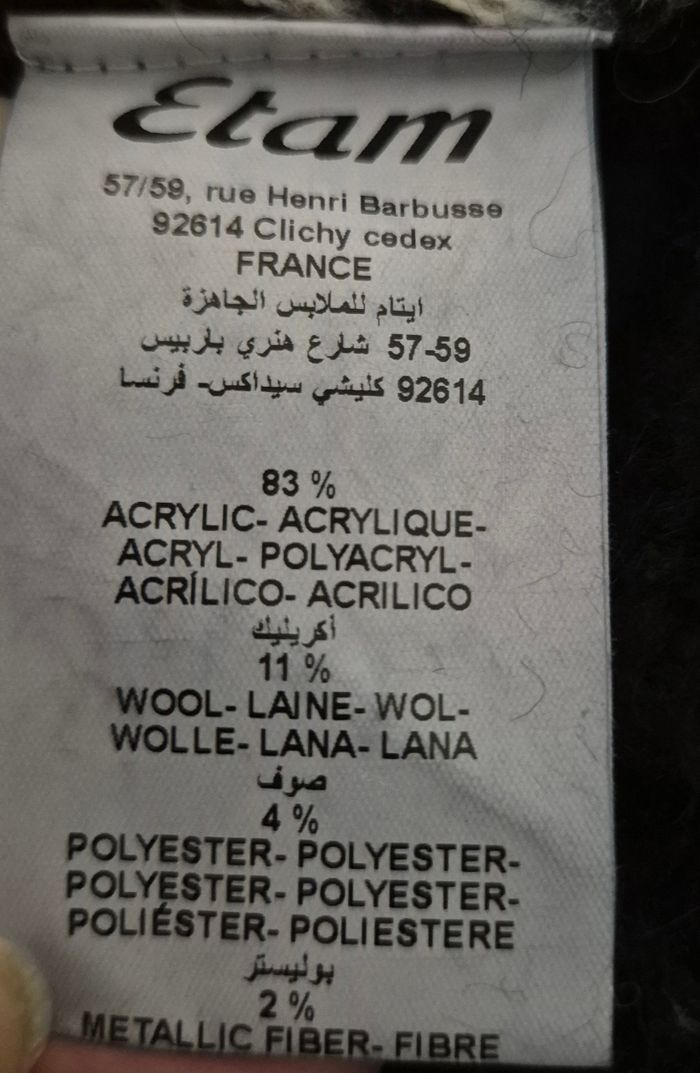 Etam
57/59, rue Henri Barbusse
92614 Clichy cedex
FRANCE
ايتام للملابس الجاهزة
57-59 شارع هنري باربيس
92614 كليشي سيداكس- فرنسا
83 %
ACRYLIC- ACRYLIQUE-
ACRYL- POLYACRYL-
ACRÍLICO- ACRILICO
أكريليك
11 %
WOOL- LAINE- WOL-
WOLLE- LANA- LANA
صوف
4 %
POLYESTER- POLYESTER-
POLYESTER- POLYESTER-
POLIÉSTER- POLIESTERE
بوليستر
2 %
METALLIC FIBER- FIBRE